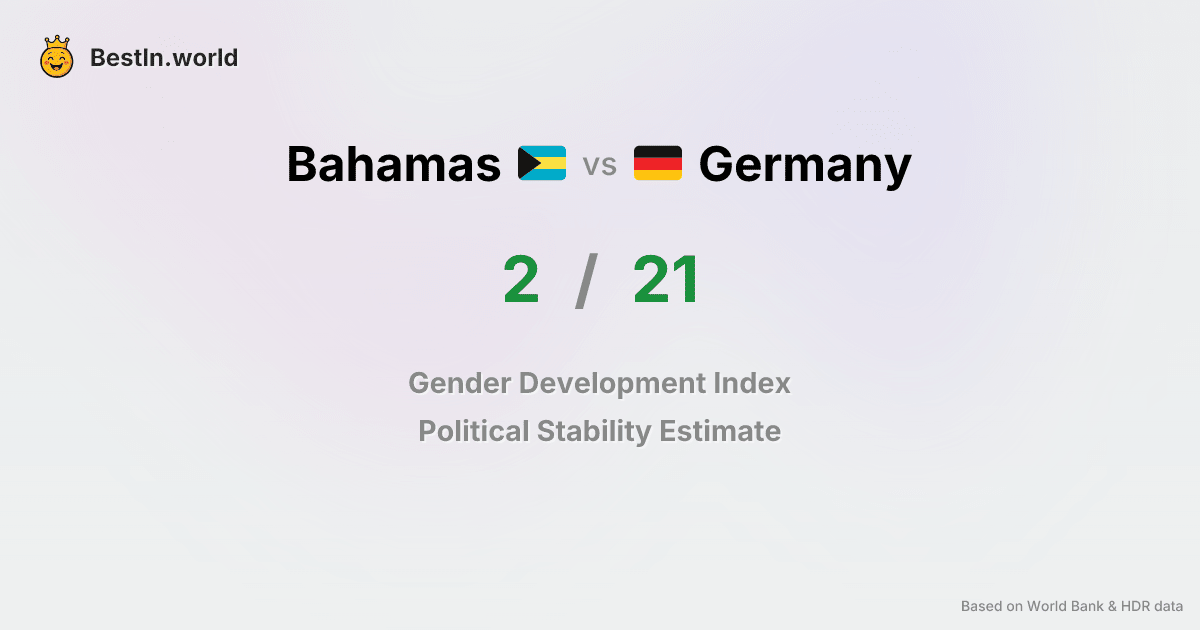 BestIn.world
Bahamas vs Germany
2 / 21
Gender Development Index
Political Stability Estimate
Based on World Bank & HDR data